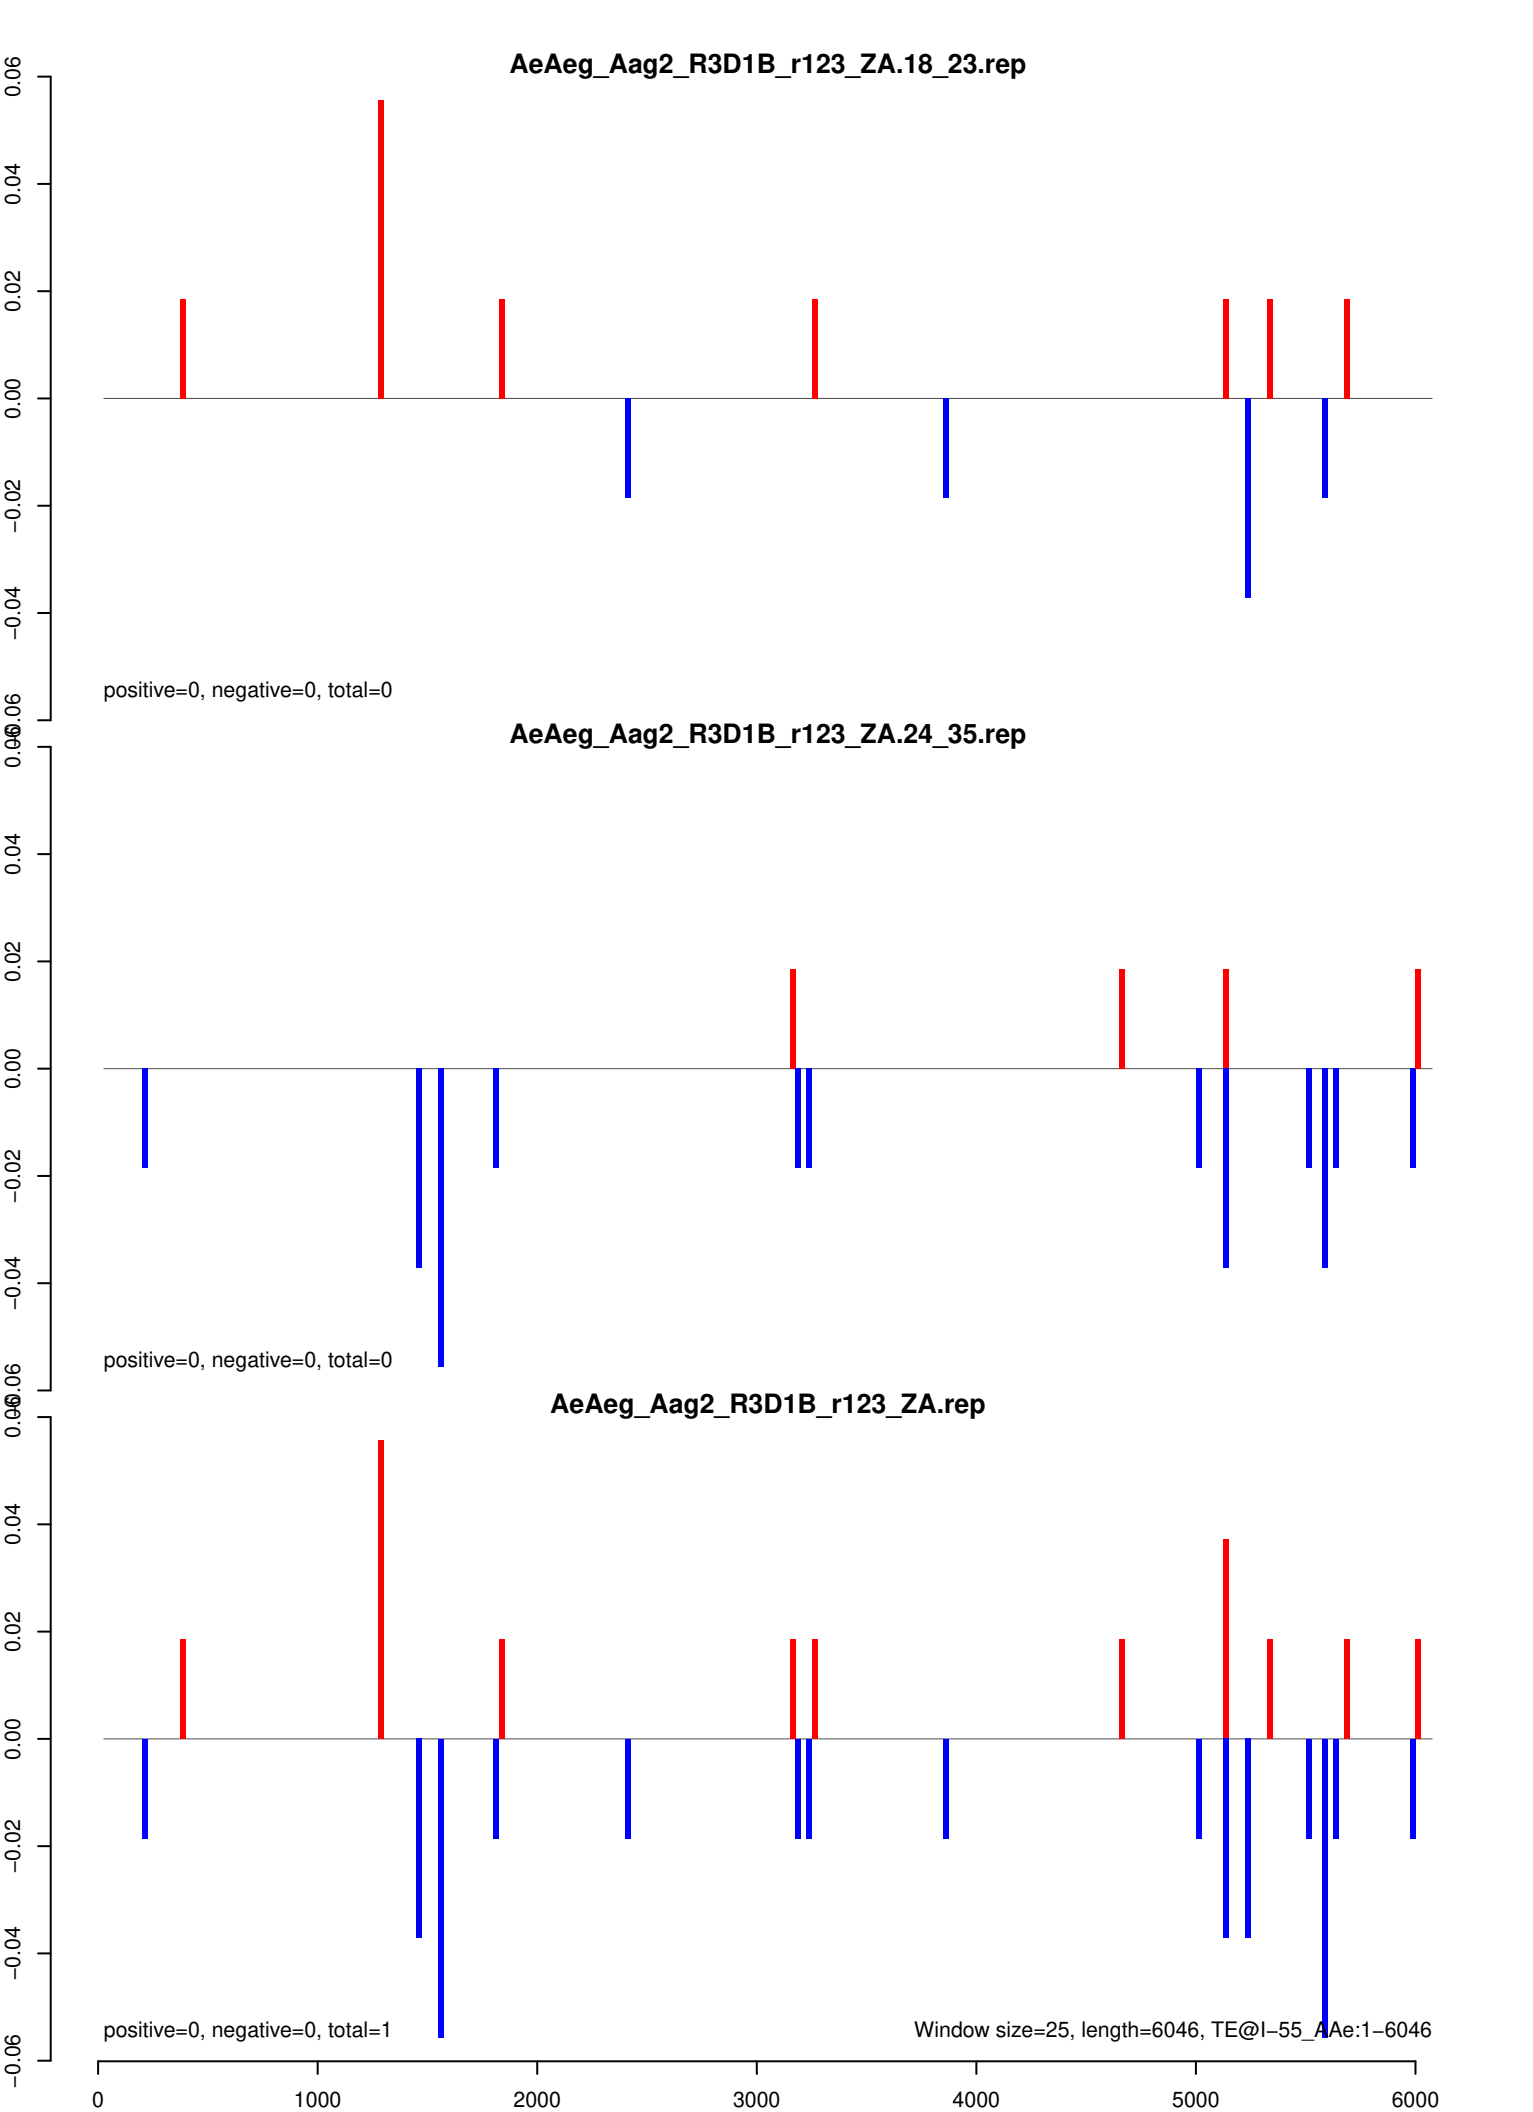 AeAeg_Aag2_R3D1B_r123_ZA.18_23.rep
0.06
0.04
0.02
0.00
−0.02
−0.04
−0.06
positive=0, negative=0, total=0
AeAeg_Aag2_R3D1B_r123_ZA.24_35.rep
0.06
0.04
0.02
0.00
−0.02
−0.04
−0.06
positive=0, negative=0, total=0
AeAeg_Aag2_R3D1B_r123_ZA.rep
0.06
0.04
0.02
0.00
−0.02
−0.04
−0.06
positive=0, negative=0, total=1
Window size=25, length=6046, TE@I−55_AAe:1−6046
0 1000 2000 3000 4000 5000 6000